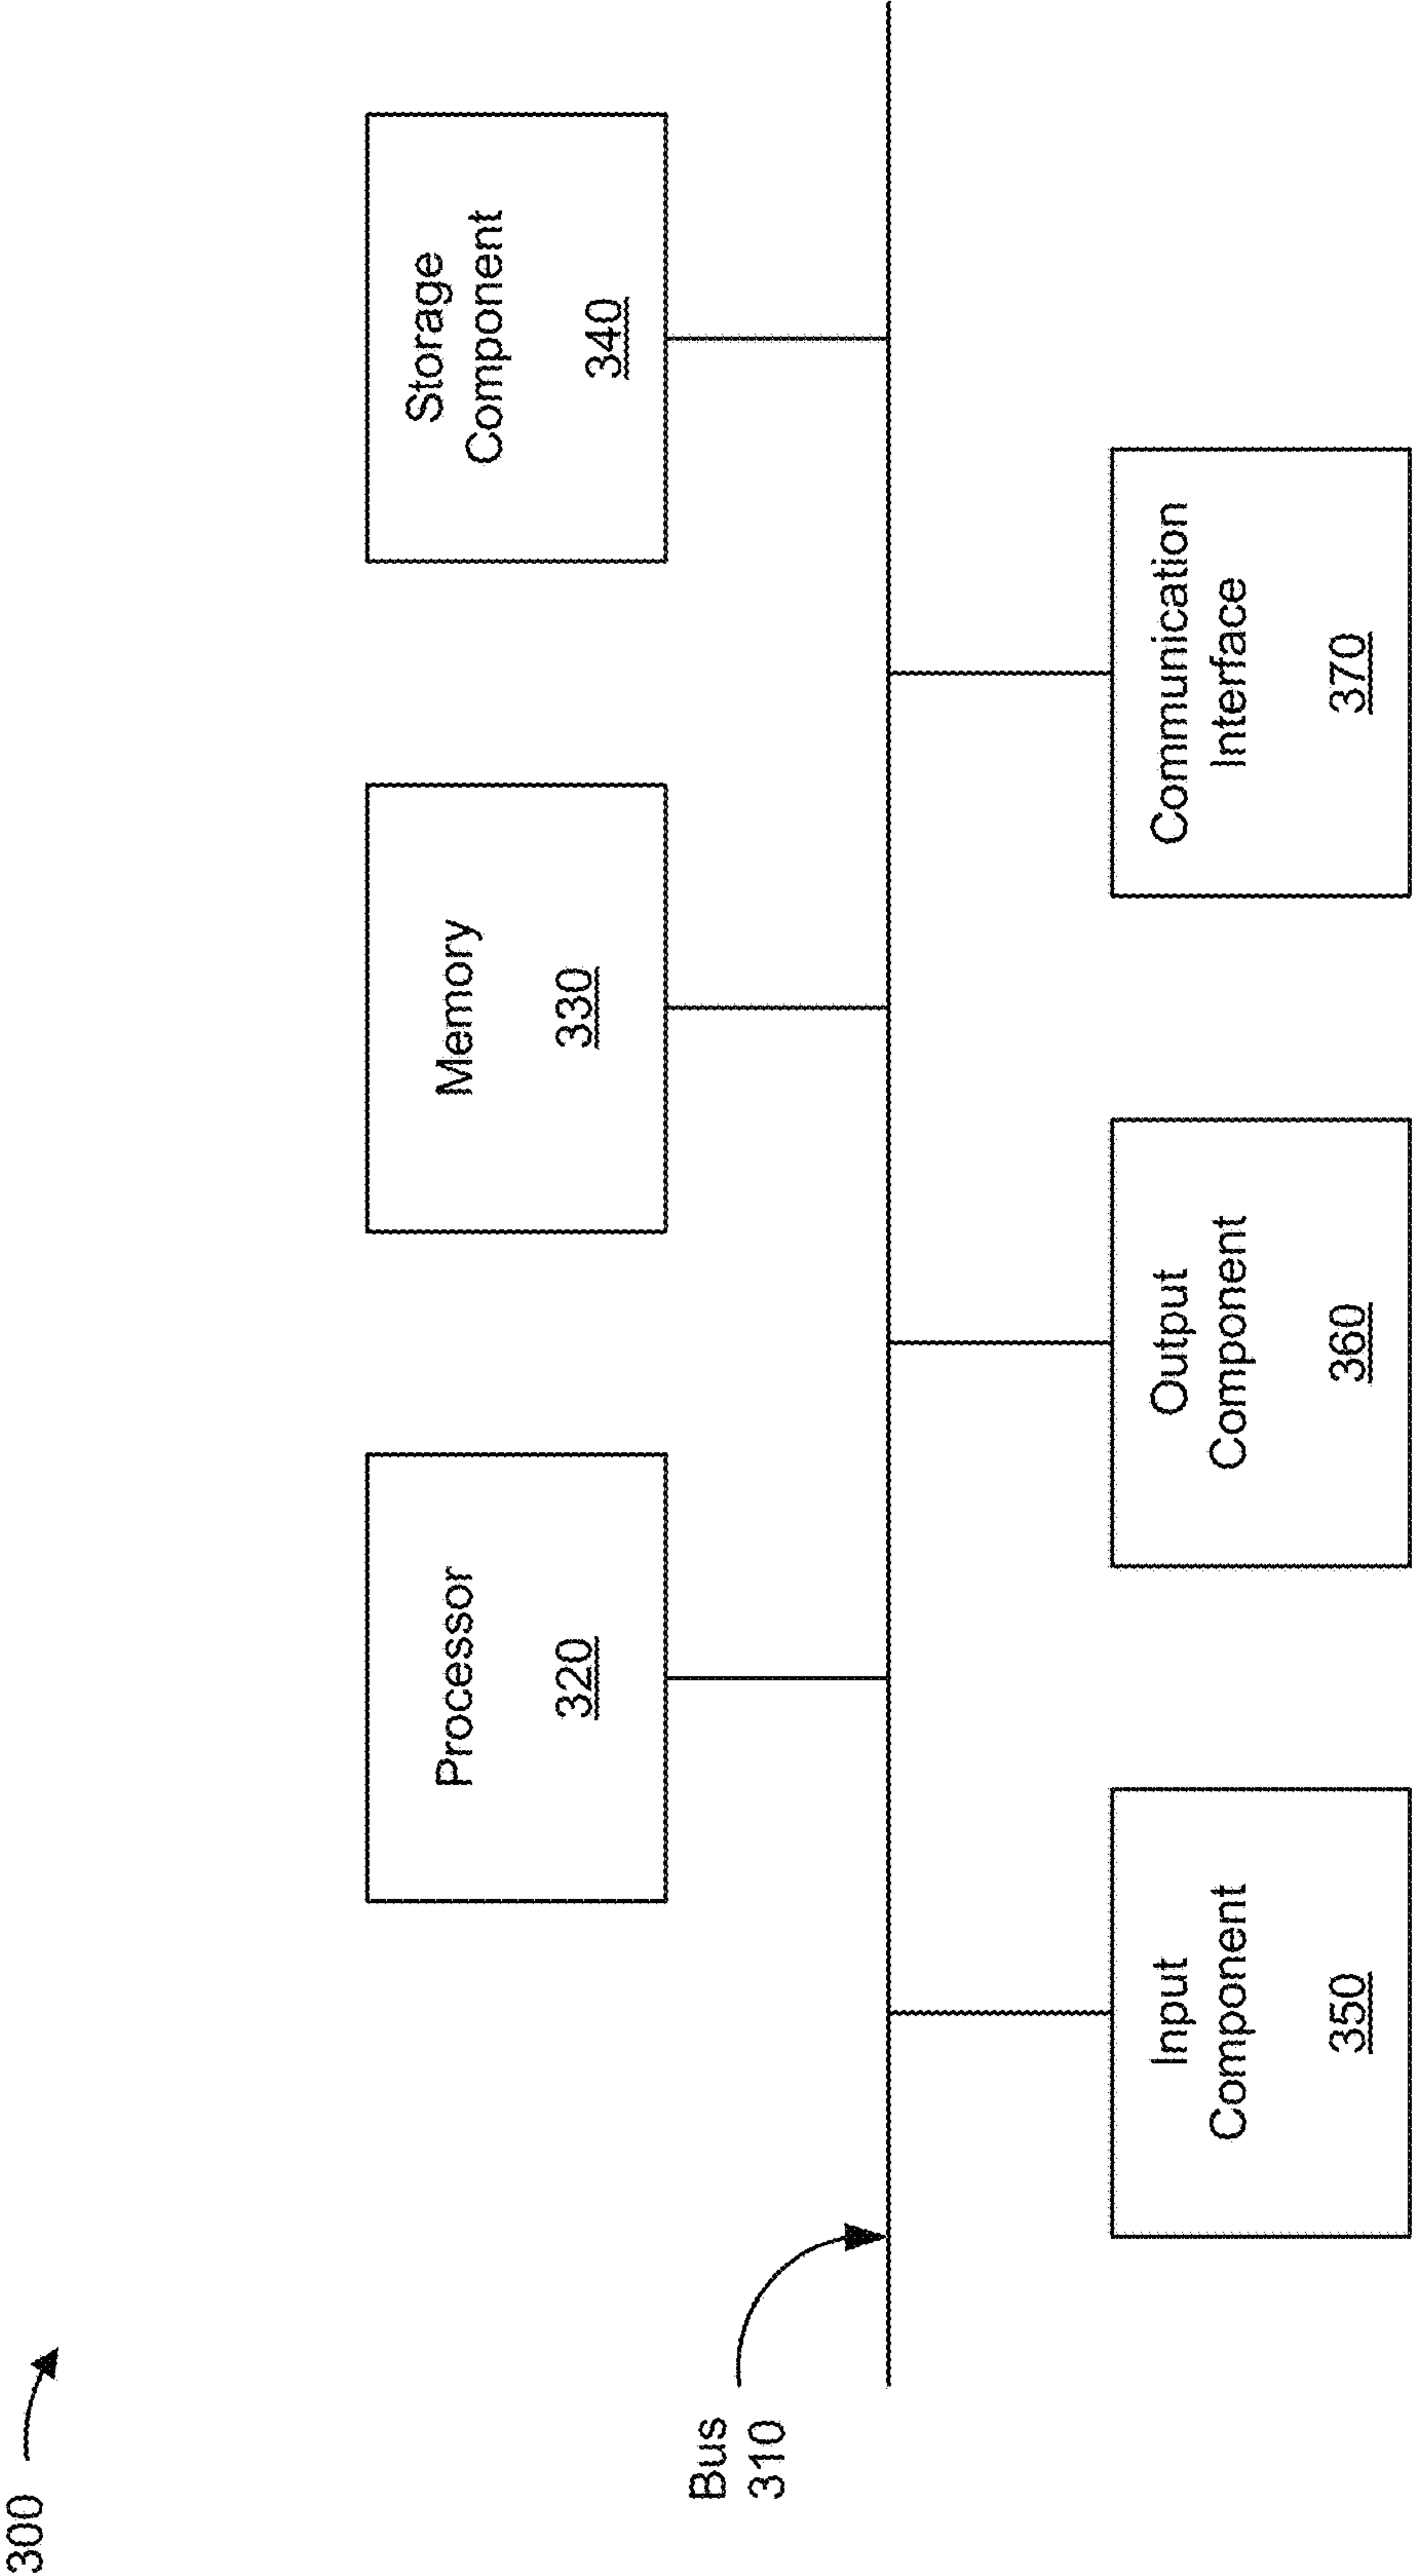 300
Processor
320
Memory
330
Storage
Component
340
Bus
310
Input
Component
350
Output
Component
360
Communication
Interface
370